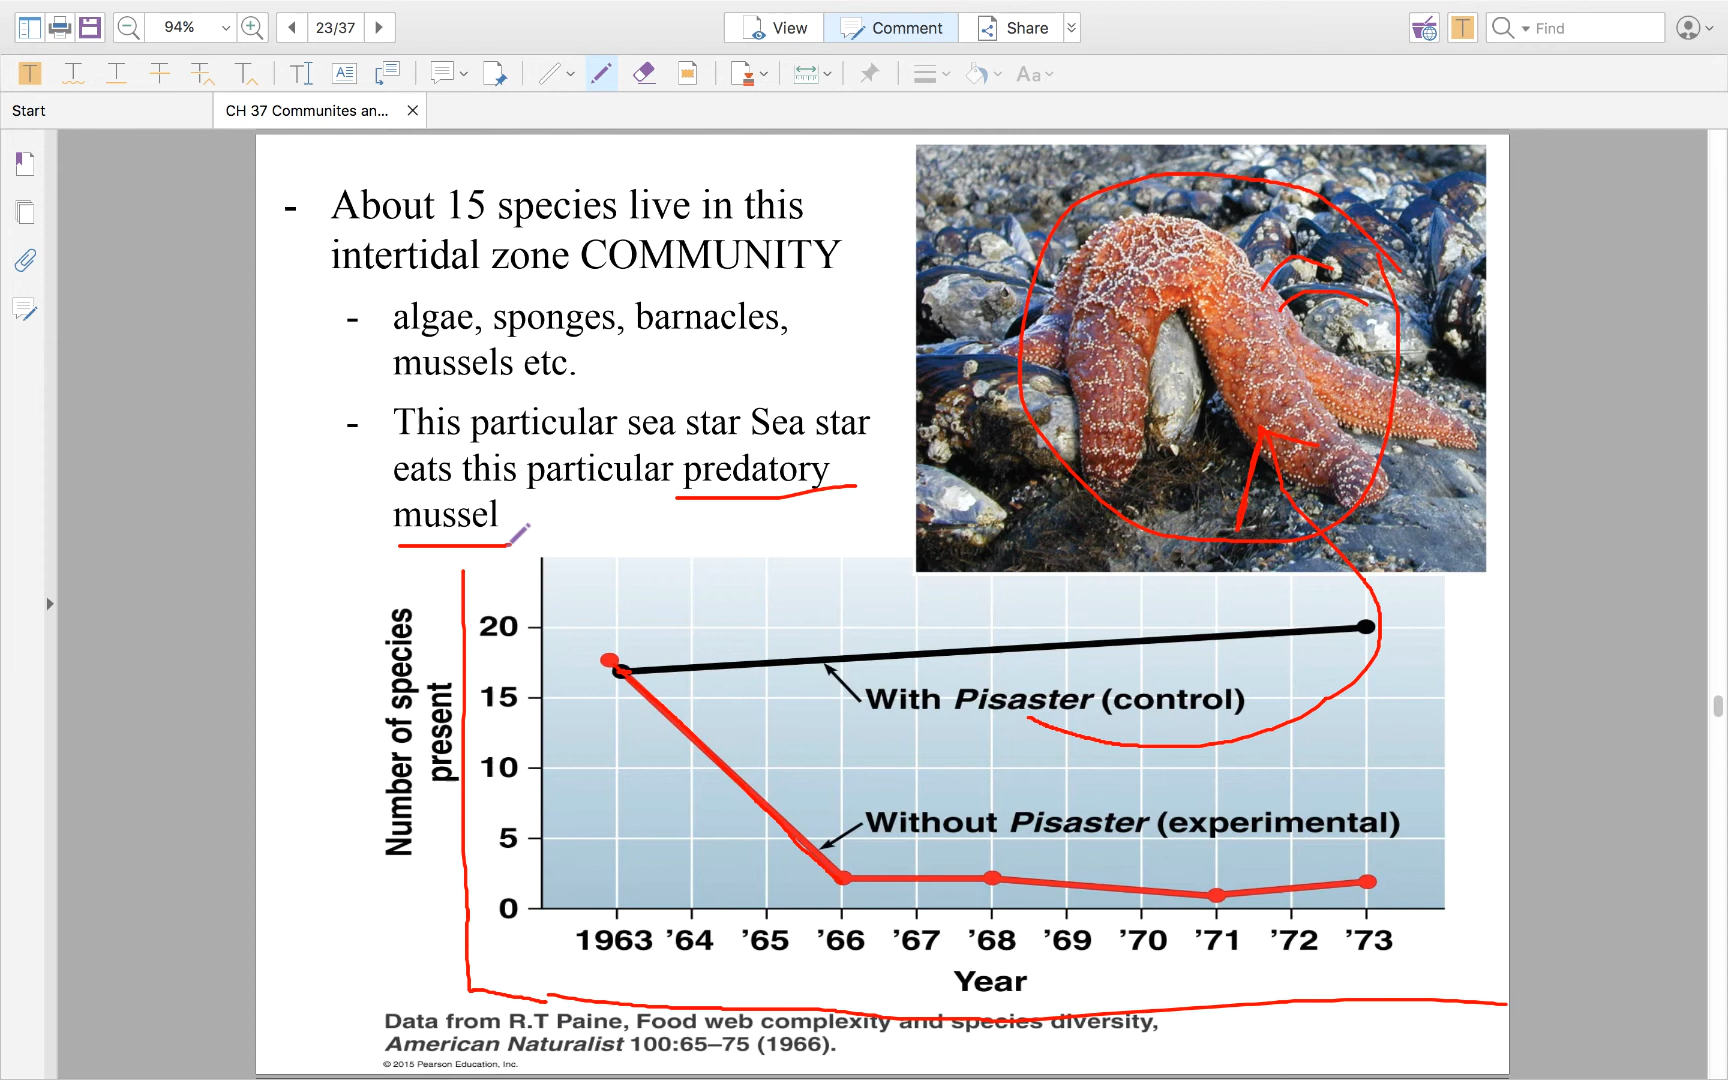 94%
23/37
View
Comment
Share
Find
T
T
T
T
T
T
T
A
T
Aa
Start
CH 37 Communites an...
- About 15 species live in this
intertidal zone COMMUNITY
- algae, sponges, barnacles,
mussels etc.
- This particular sea star Sea star
eats this particular predatory
mussel
Number of species
present
20
15
10
5
0
With Pisaster (control)
Without Pisaster (experimental)
1963 ’64 ’65 ’66 ’67 ’68 ’69 ’70 ’71 ’72 ’73
Year
Data from R.T Paine, Food web complexity and species diversity,
American Naturalist 100:65–75 (1966).
© 2015 Pearson Education, Inc.